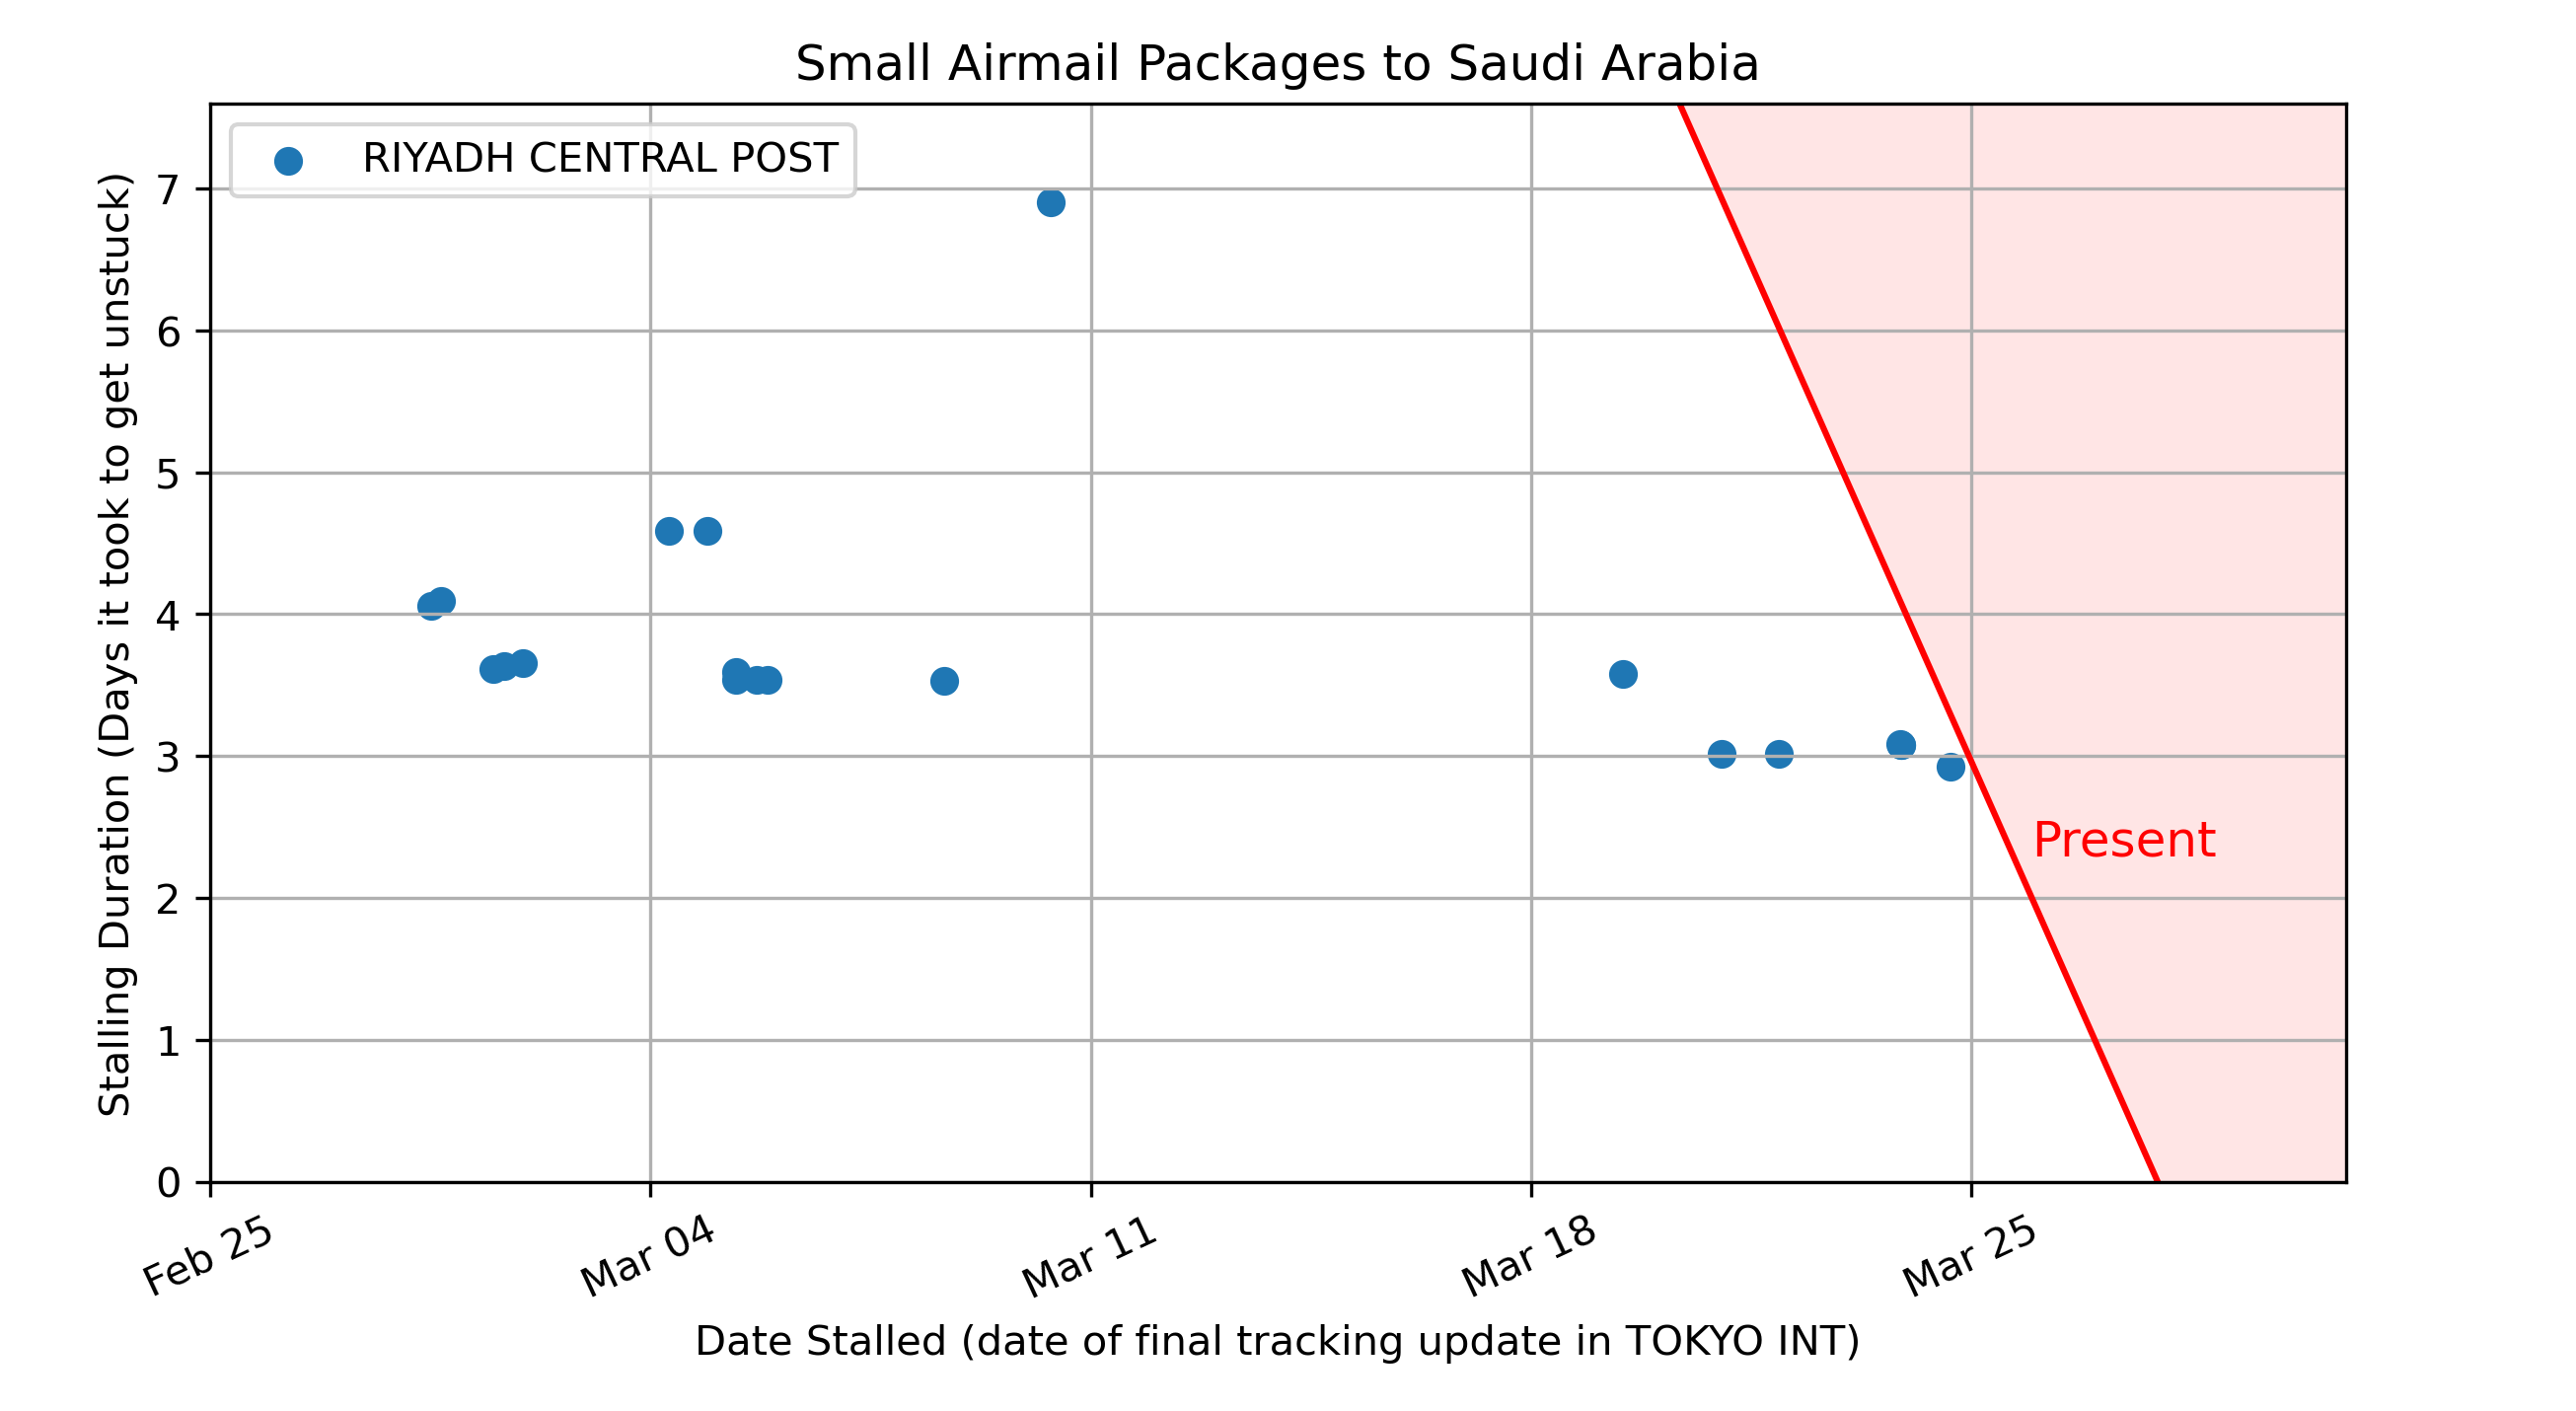 Small Airmail Packages to Saudi Arabia
RIYADH CENTRAL POST
Stalling Duration (Days it took to get unstuck)
7
6
5
4
3
2
1
0
Present
Feb 25
Mar 04
Mar 11
Mar 18
Mar 25
Date Stalled (date of final tracking update in TOKYO INT)